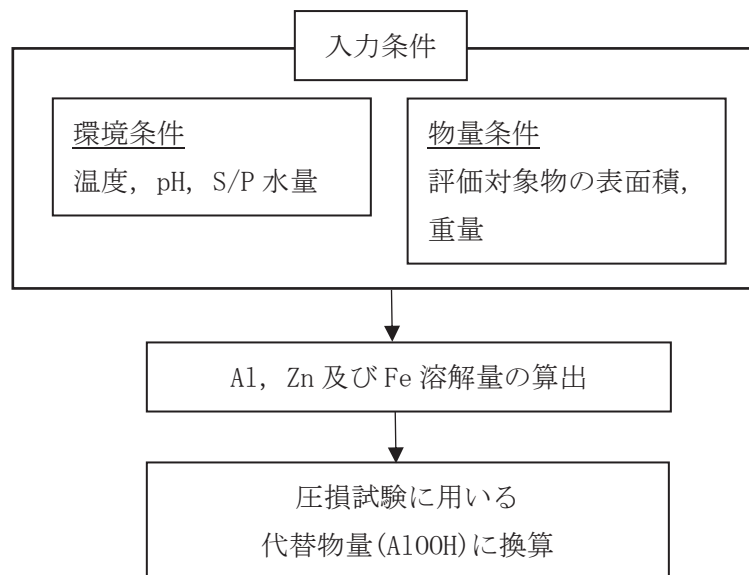 入力条件
環境条件
温度, pH, S/P 水量
物量条件
評価対象物の表面積,
重量
Al, Zn 及び Fe 溶解量の算出
圧損試験に用いる
代替物量(AlOOH)に換算